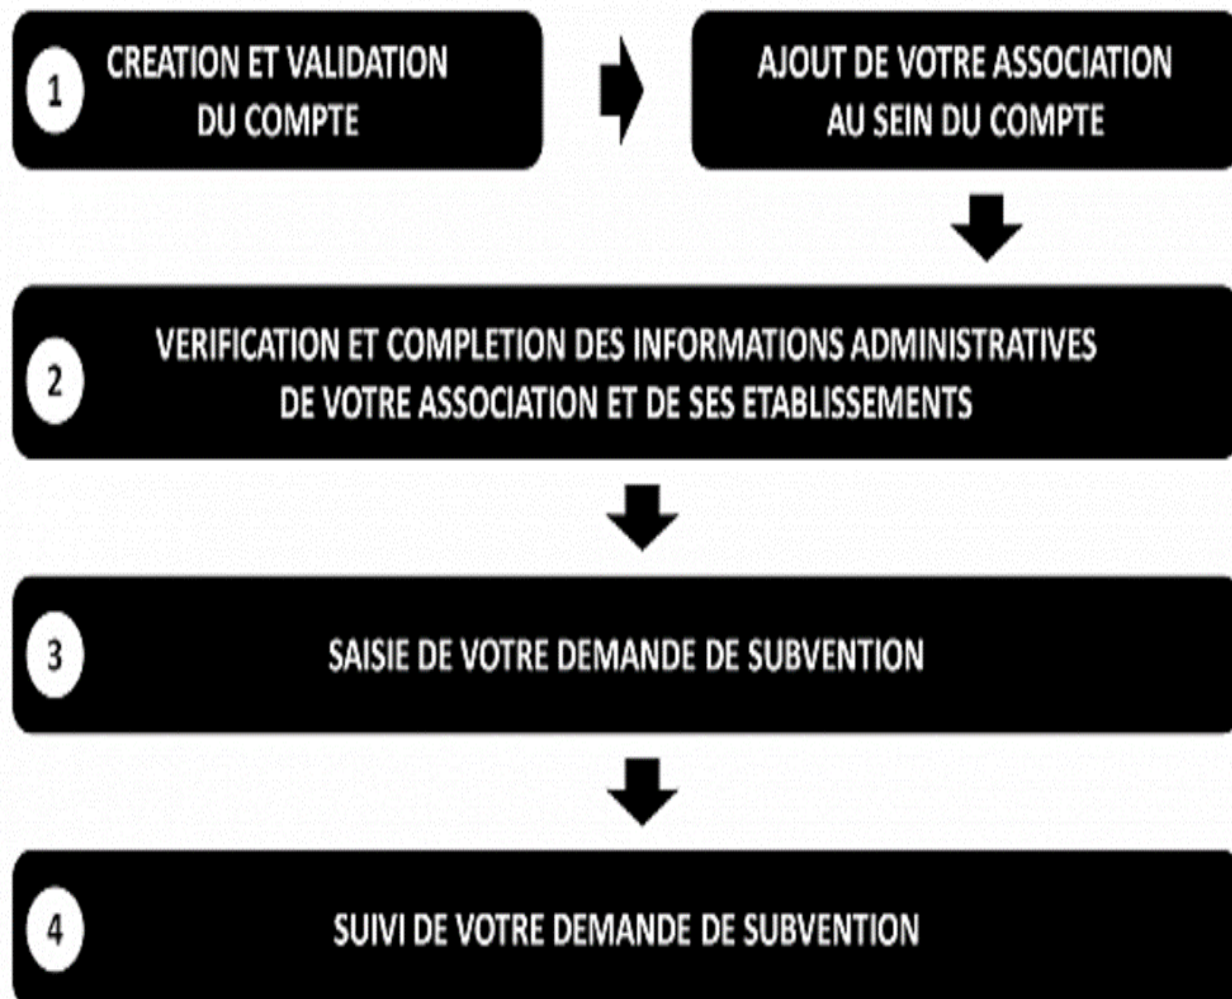 1
CREATION ET VALIDATION
DU COMPTE
AJOUT DE VOTRE ASSOCIATION
AU SEIN DU COMPTE
2
VERIFICATION ET COMPLETION DES INFORMATIONS ADMINISTRATIVES
DE VOTRE ASSOCIATION ET DE SES ETABLISSEMENTS
3
SAISIE DE VOTRE DEMANDE DE SUBVENTION
4
SUIVI DE VOTRE DEMANDE DE SUBVENTION